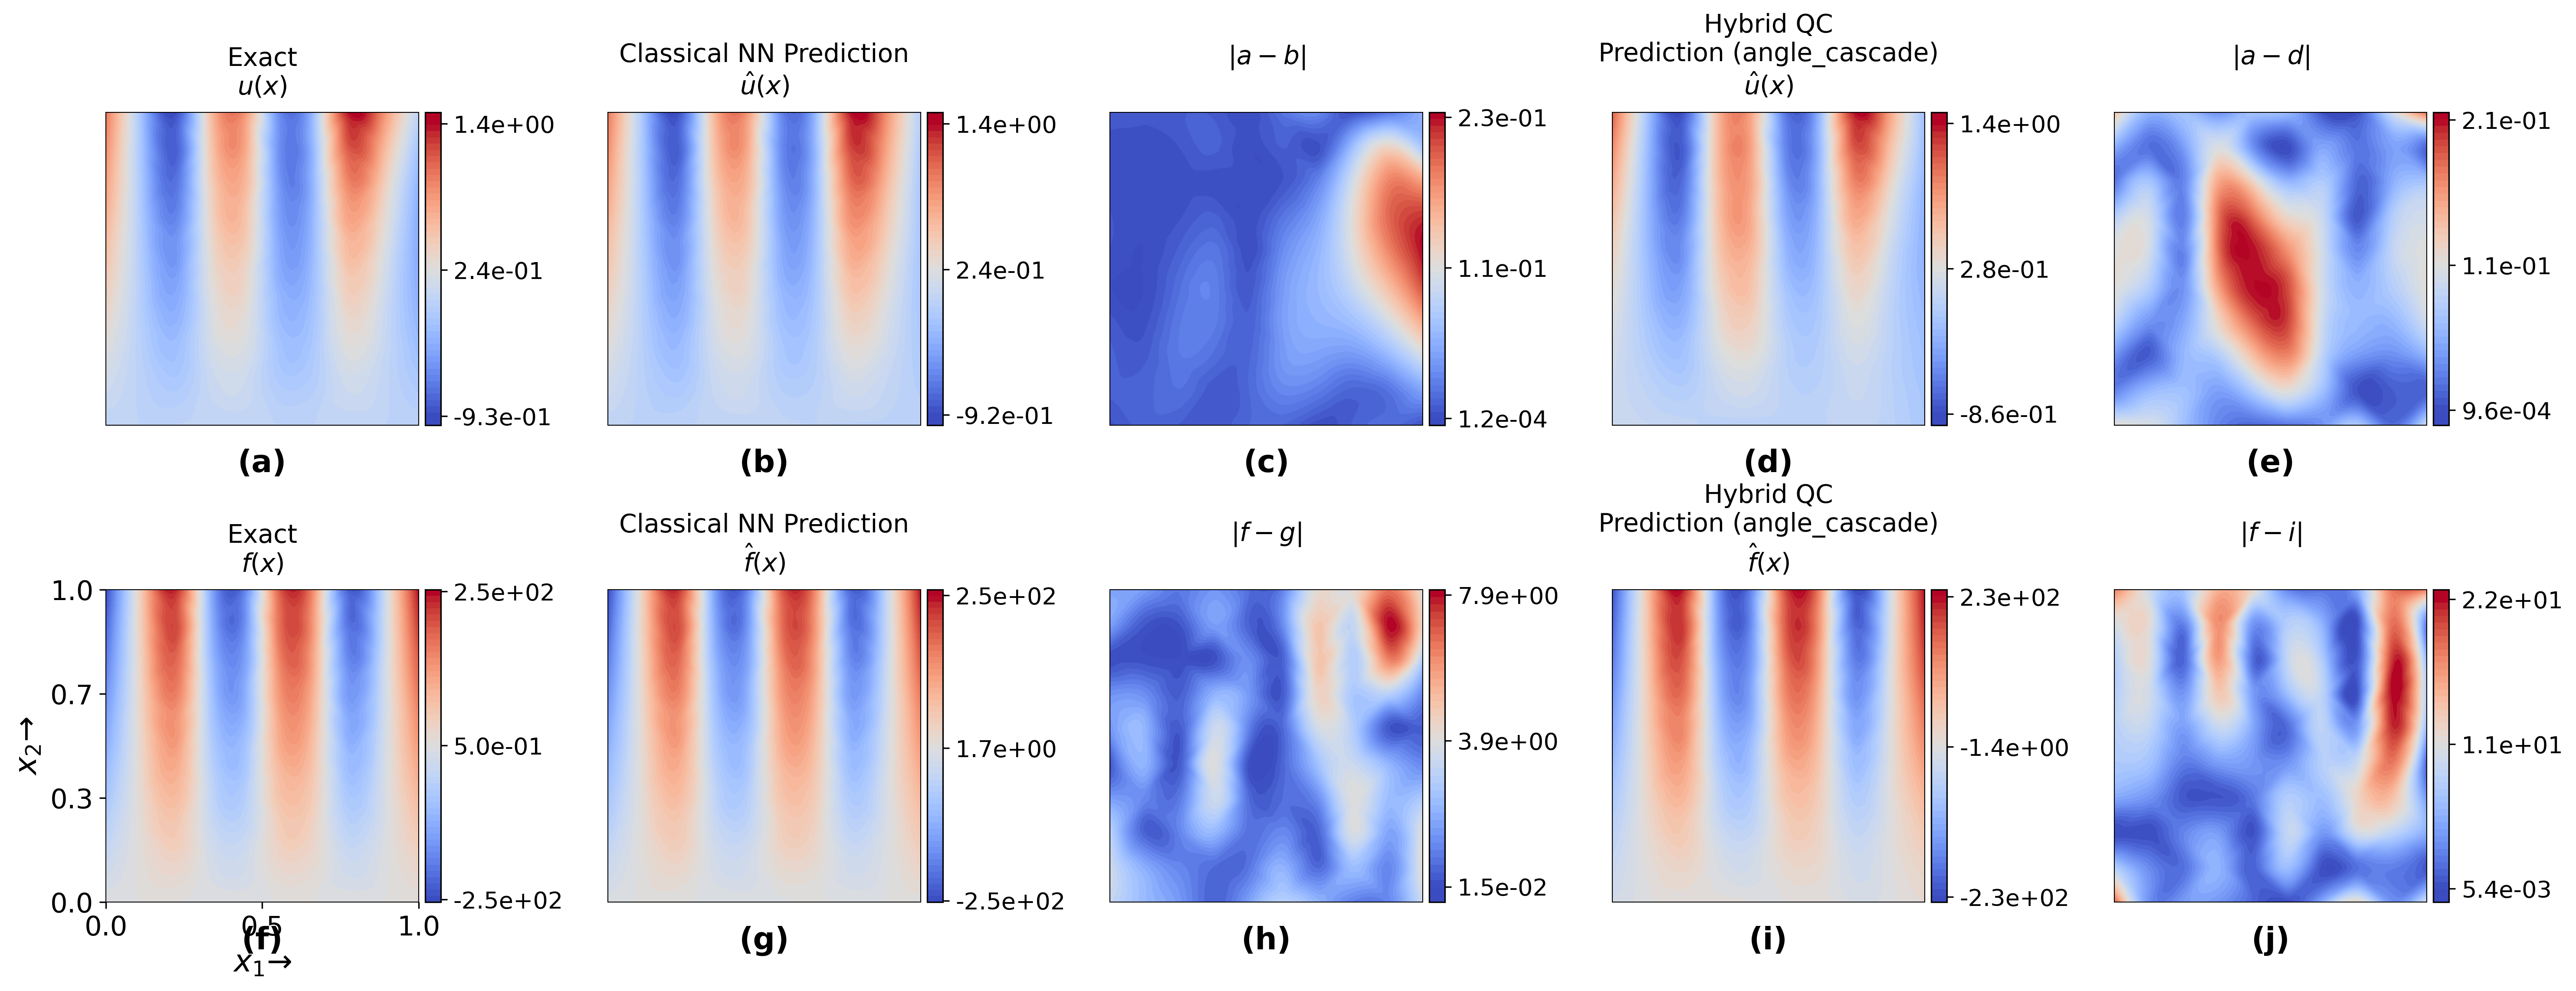 Exact
u(x)
1.4e+00
2.4e-01
-9.3e-01
(a)
Classical NN Prediction
û(x)
1.4e+00
2.4e-01
-9.2e-01
(b)
|a − b|
2.3e-01
1.1e-01
1.2e-04
(c)
Hybrid QC
Prediction (angle_cascade)
û(x)
1.4e+00
2.8e-01
-8.6e-01
(d)
|a − d|
2.1e-01
1.1e-01
9.6e-04
(e)
Exact
f(x)
1.0
0.7
0.3
0.0
x₂→
0.0
0.5
1.0
x₁→
2.5e+02
5.0e-01
-2.5e+02
(f)
Classical NN Prediction
f̂(x)
2.5e+02
1.7e+00
-2.5e+02
(g)
|f − g|
7.9e+00
3.9e+00
1.5e-02
(h)
Hybrid QC
Prediction (angle_cascade)
f̂(x)
2.3e+02
-1.4e+00
-2.3e+02
(i)
|f − i|
2.2e+01
1.1e+01
5.4e-03
(j)